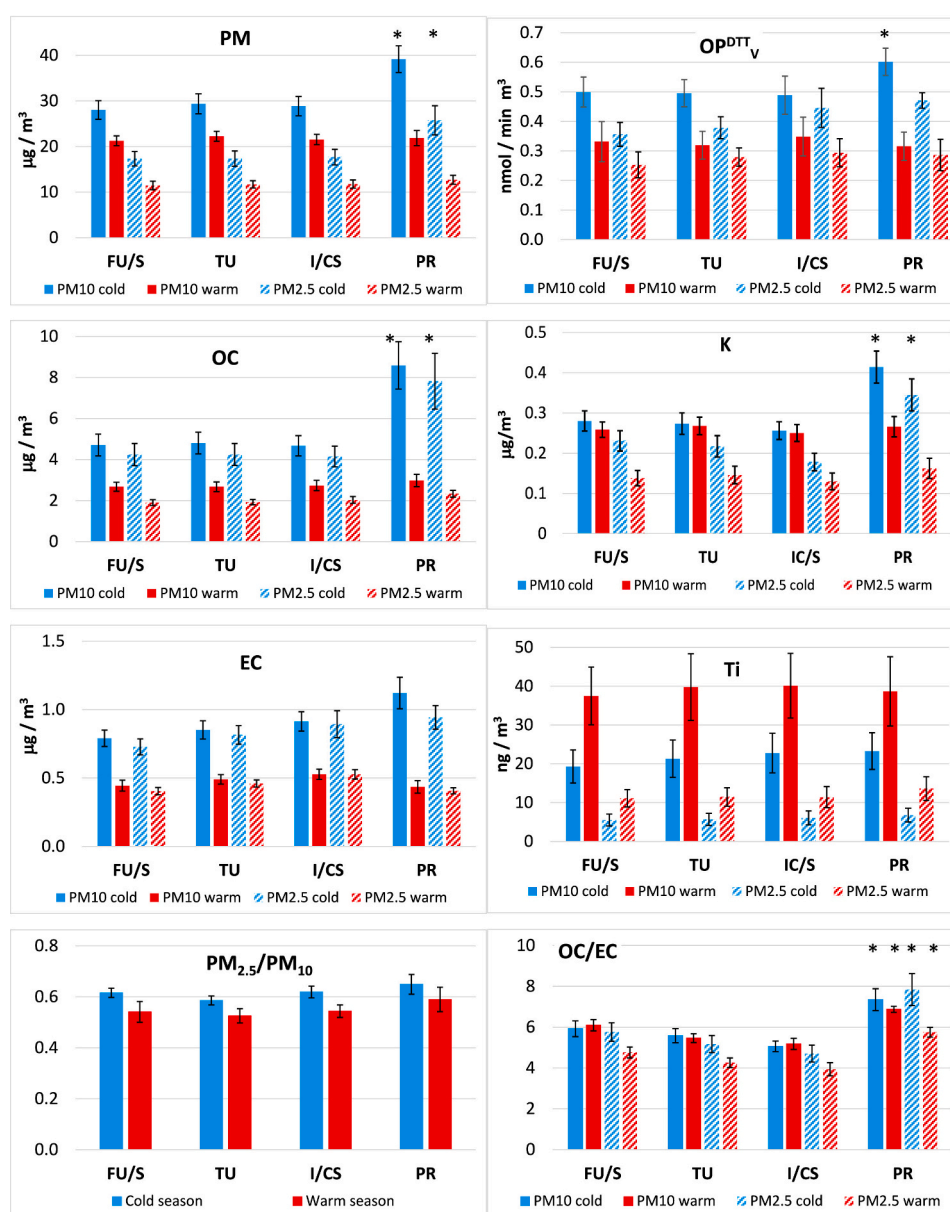 PM
* *
µg / m³
40
30
20
10
0
FU/S TU I/CS PR
PM10 cold PM10 warm PM2.5 cold PM2.5 warm
OP^DTT_V
*
nmol / min m³
0.7
0.6
0.5
0.4
0.3
0.2
0.1
0.0
FU/S TU I/CS PR
PM10 cold PM10 warm PM2.5 cold PM2.5 warm
OC
* *
µg / m³
10
8
6
4
2
0
FU/S TU I/CS PR
PM10 cold PM10 warm PM2.5 cold PM2.5 warm
K
* *
µg/m³
0.5
0.4
0.3
0.2
0.1
0
FU/S TU IC/S PR
PM10 cold PM10 warm PM2.5 cold PM2.5 warm
EC
µg / m³
1.5
1.0
0.5
0.0
FU/S TU I/CS PR
PM10 cold PM10 warm PM2.5 cold PM2.5 warm
Ti
ng / m³
50
40
30
20
10
0
FU/S TU IC/S PR
PM10 cold PM10 warm PM2.5 cold PM2.5 warm
PM₂.₅/PM₁₀
0.8
0.6
0.4
0.2
0.0
FU/S TU I/CS PR
Cold season Warm season
OC/EC
* * * *
10
8
6
4
2
0
FU/S TU I/CS PR
PM10 cold PM10 warm PM2.5 cold PM2.5 warm